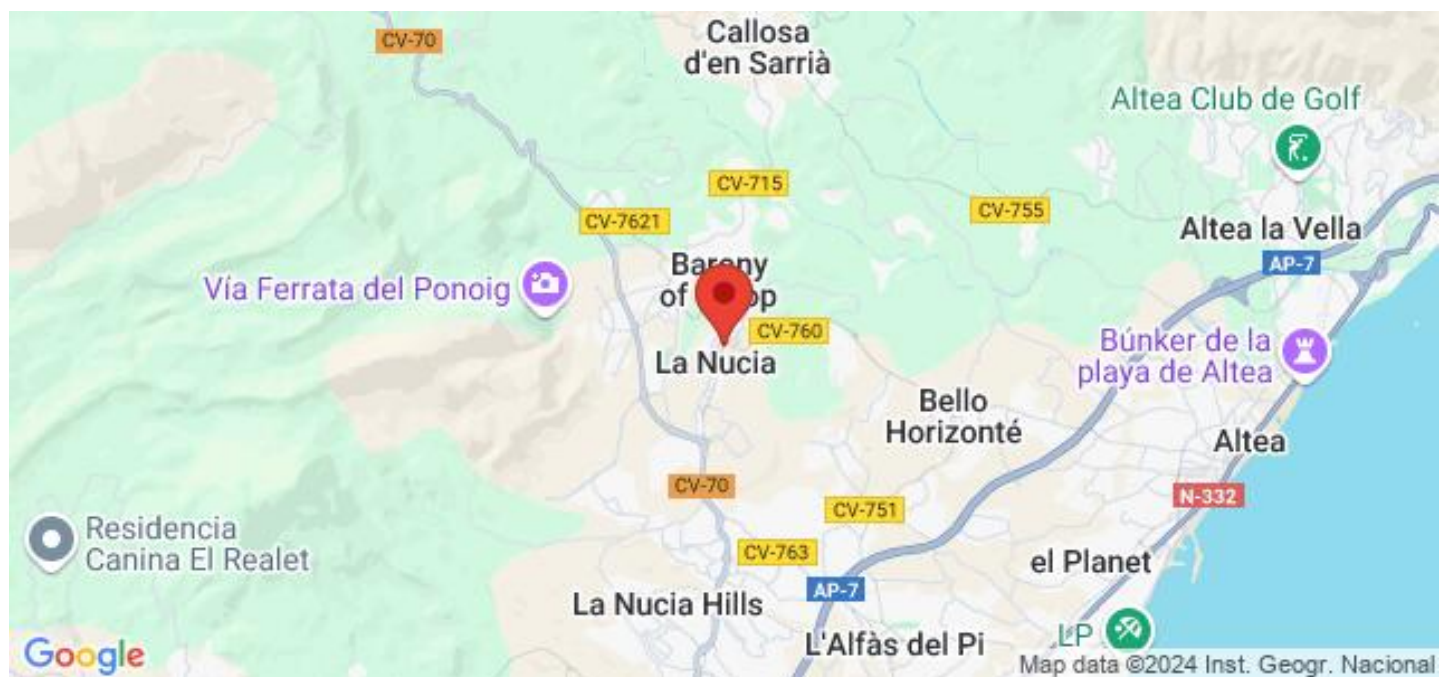 CV-70
Callosa
d'en Sarrià
Altea Club de Golf
CV-715
CV-7621
CV-755
Altea la Vella
AP-7
Vía Ferrata del Ponoig
Barony
of
CV-760
La Nucia
Búnker de la
playa de Altea
Bello
Horizonté
Altea
CV-70
N-332
CV-751
Residencia
Canina El Realet
CV-763
el Planet
AP-7
La Nucia Hills
L'Alfàs del Pi
LP
Google
Map data ©2024 Inst. Geogr. Nacional